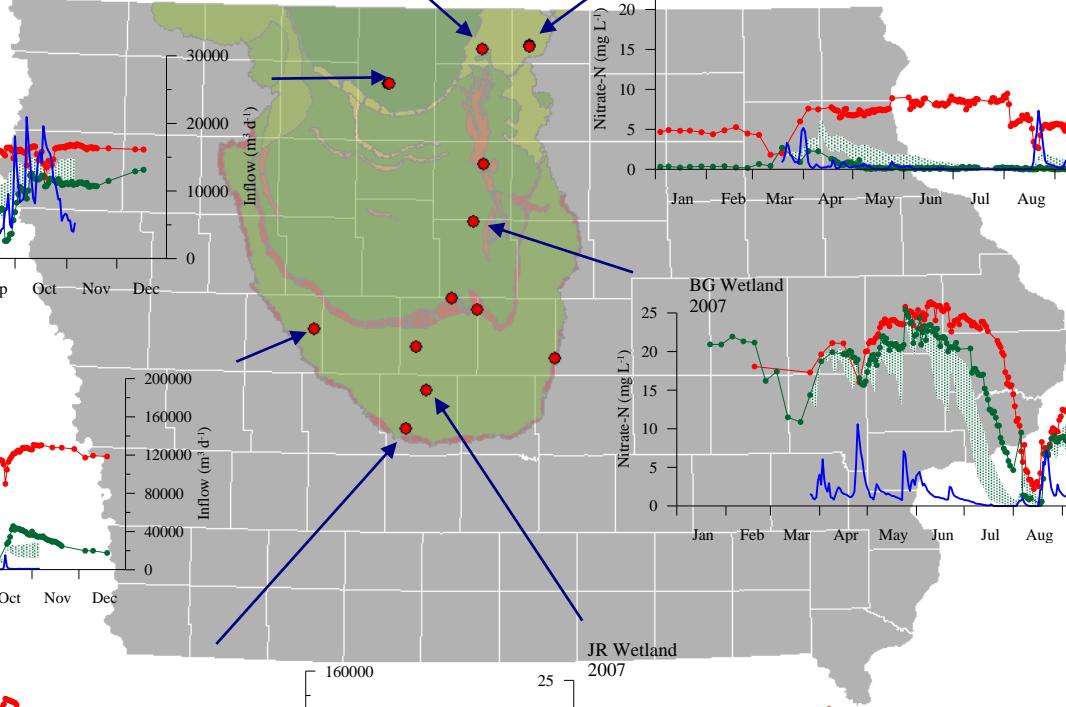 30000
20000
10000
0
Inflow (m³ d⁻¹)
p Oct Nov Dec
20
15
10
5
0
Nitrate-N (mg L⁻¹)
Jan Feb Mar Apr May Jun Jul Aug
BG Wetland
2007
25
20
15
10
5
0
Nitrate-N (mg L⁻¹)
Jan Feb Mar Apr May Jun Jul Aug
200000
160000
120000
80000
40000
0
Inflow (m³ d⁻¹)
Oct Nov Dec
JR Wetland
2007
160000
25